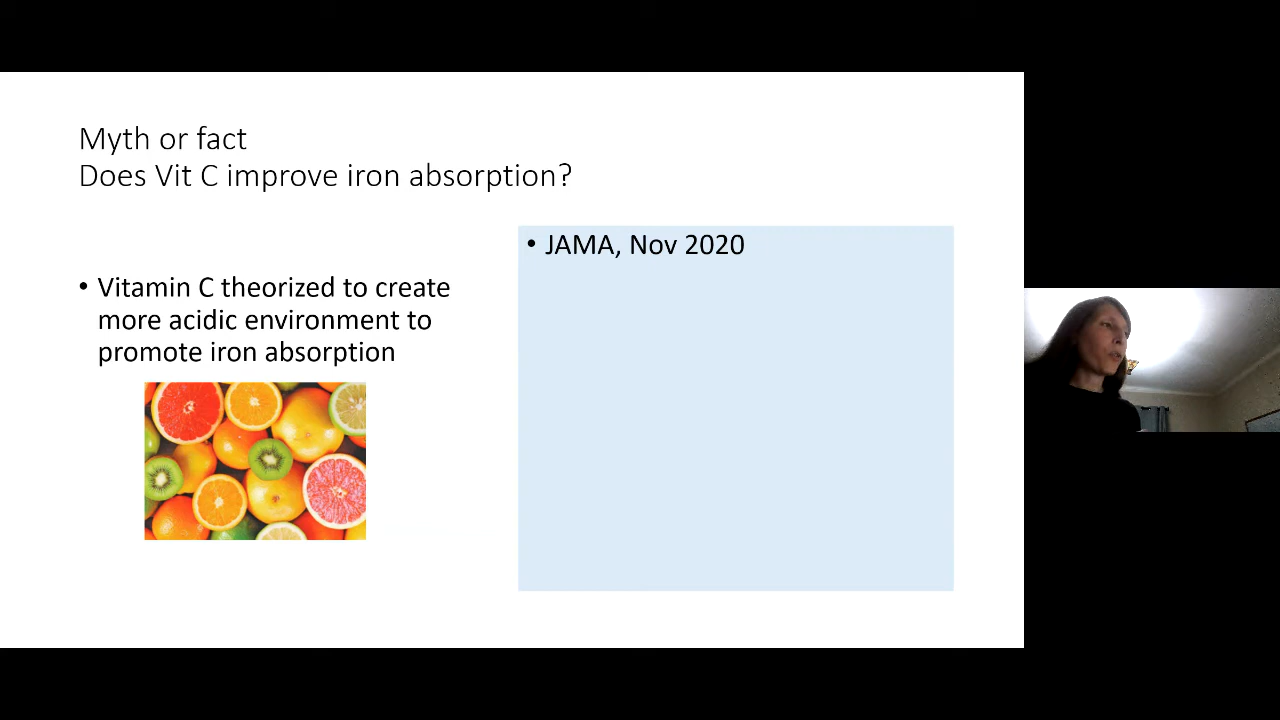 Myth or fact
Does Vit C improve iron absorption?
• Vitamin C theorized to create
more acidic environment to
promote iron absorption
• JAMA, Nov 2020